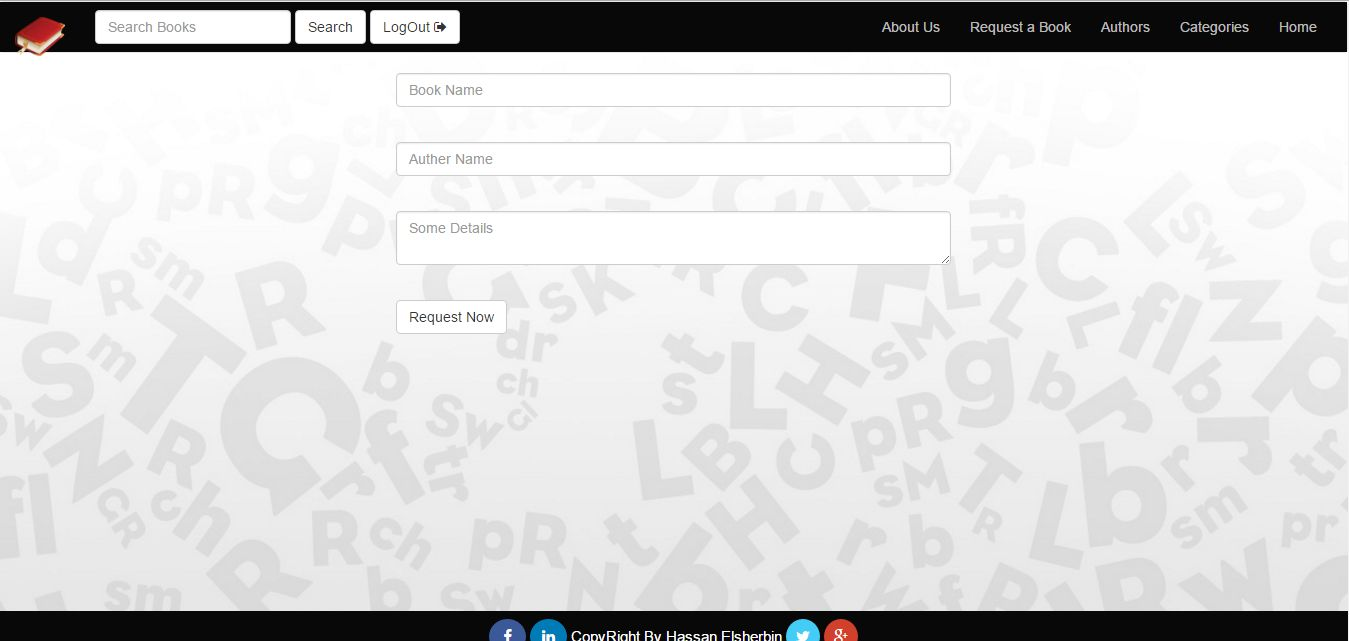 Search Books Search LogOut About Us Request a Book Authors Categories Home
Book Name
Auther Name
Some Details
Request Now
f in CopyRight By Hassan Elsherbin g+